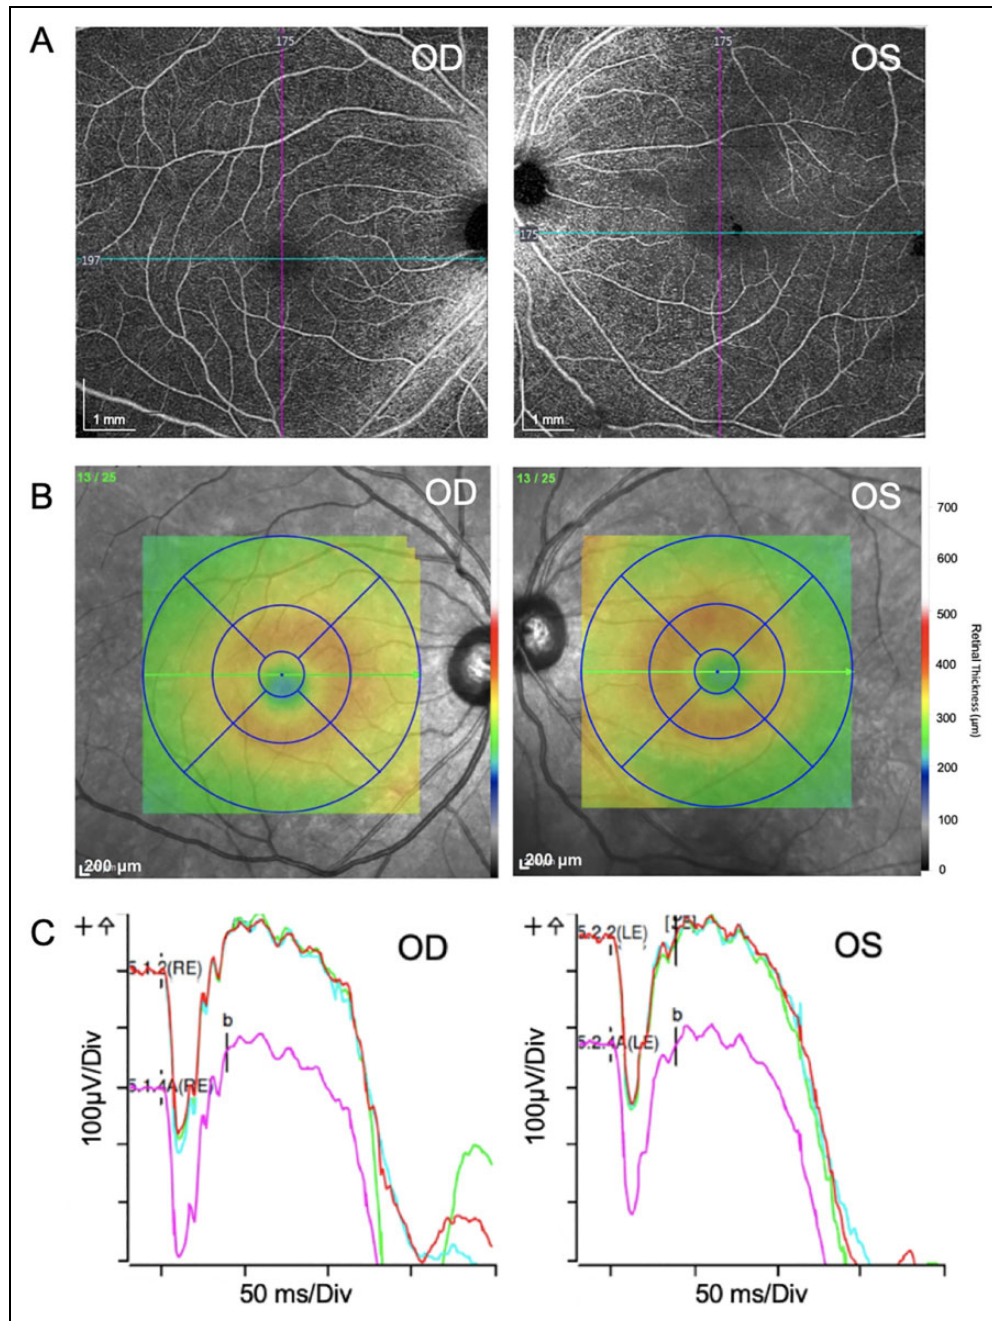 A
175
OD
197
1 mm
175
OS
175
1 mm
B
13 / 25
OD
200 µm
13 / 25
OS
200 µm
700
600
500
400
300
200
100
0
Retinal Thickness (µm)
C
+
OD
5.1.2(RE)
b
5.1.4A(RE)
100µV/Div
50 ms/Div
+
OS
5.2.2(LE)
b
5.2.4A(LE)
100µV/Div
50 ms/Div